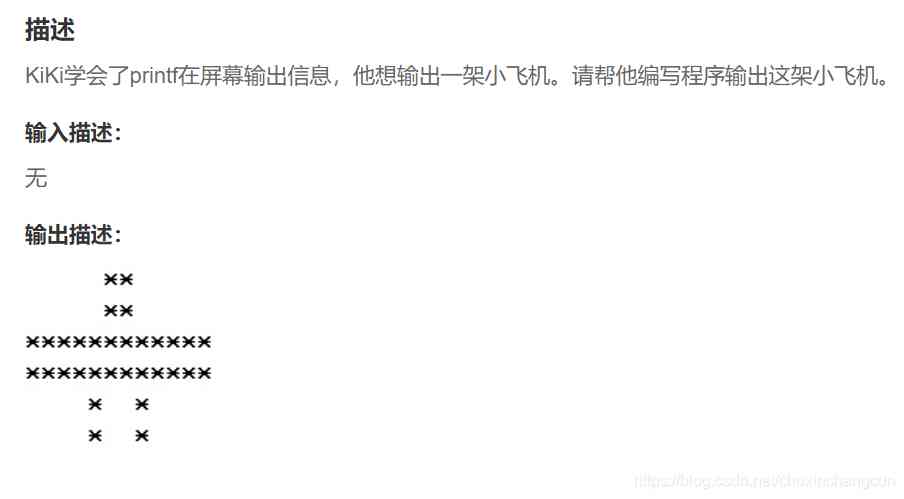 描述
KiKi学会了printf在屏幕输出信息，他想输出一架小飞机。请帮他编写程序输出这架小飞机。
输入描述：
无
输出描述：
     **
     **
************
************
    *  *
    *  *
https://blog.csdn.net/chuxinchangcun